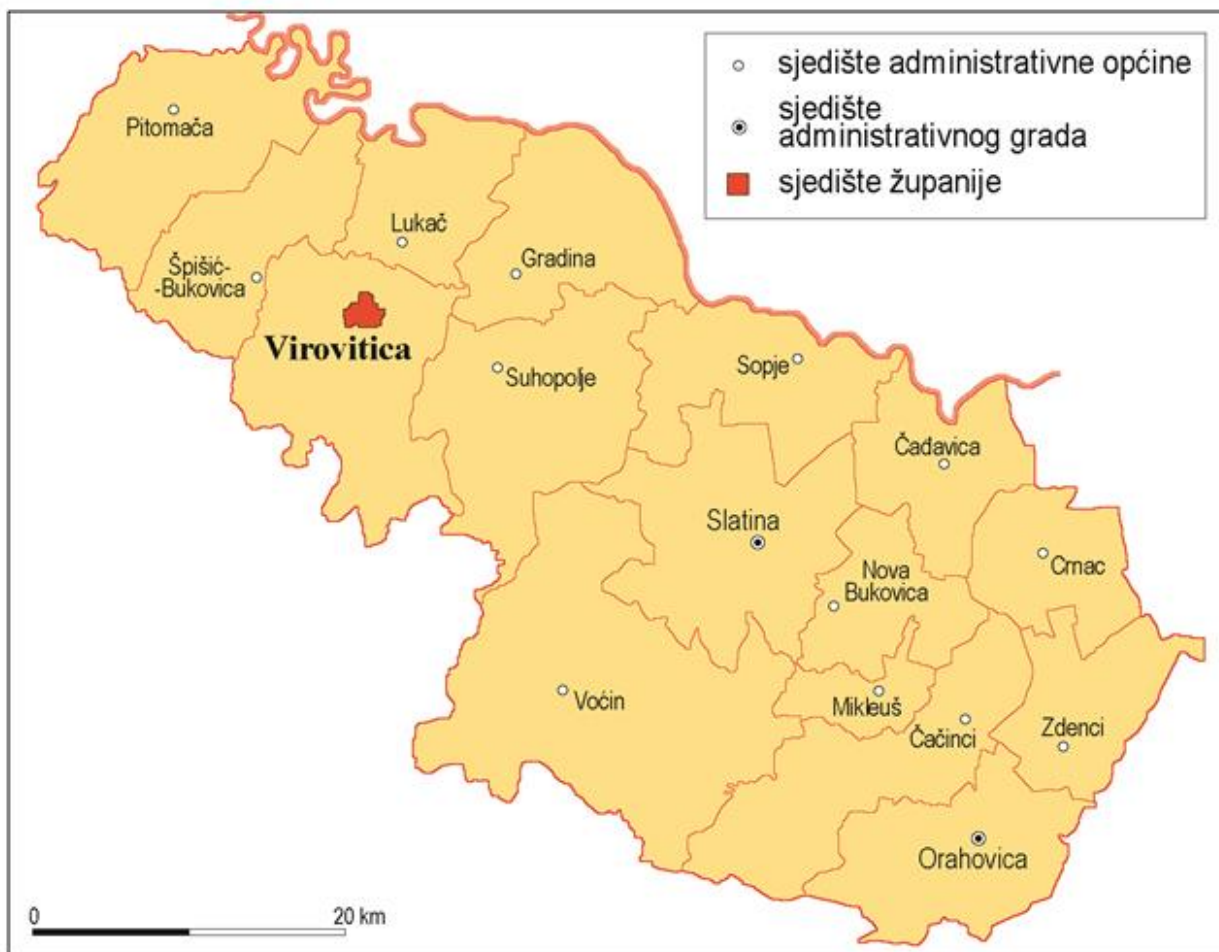 sjedište administrativne općine
sjedište
administrativnog grada
sjedište županije
Pitomača
Lukač
Gradina
Špišić-
-Bukovica
Virovitica
Suhopolje
Sopje
Čađavica
Slatina
Crnac
Nova
Bukovica
Voćin
Mikleuš
Čačinci
Zdenci
Orahovica
0 20 km